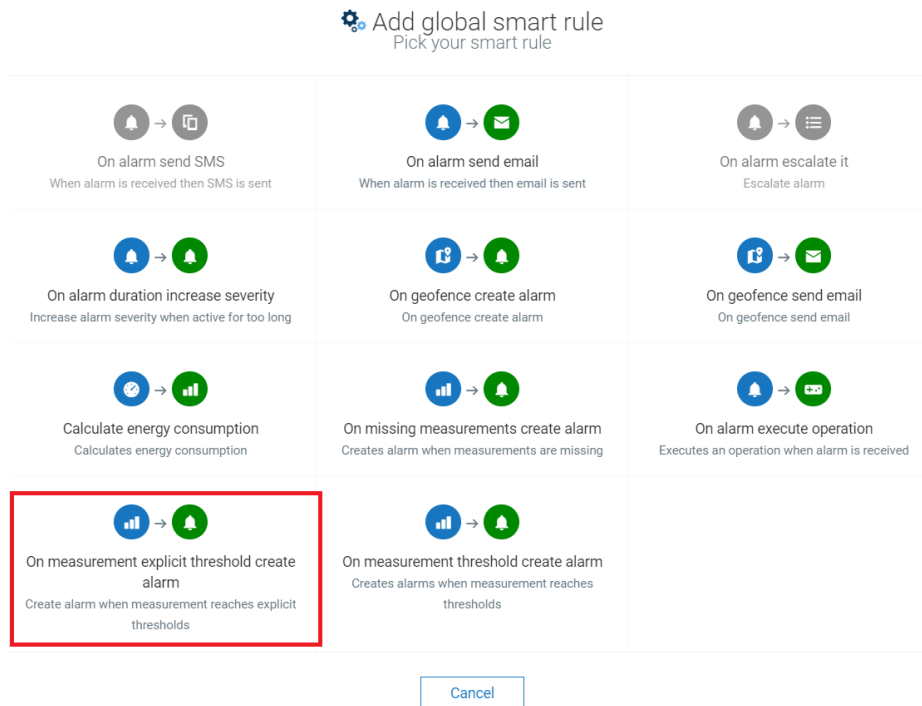 Add global smart rule
Pick your smart rule
On alarm send SMS
When alarm is received then SMS is sent
On alarm send email
When alarm is received then email is sent
On alarm escalate it
Escalate alarm
On alarm duration increase severity
Increase alarm severity when active for too long
On geofence create alarm
On geofence create alarm
On geofence send email
On geofence send email
Calculate energy consumption
Calculates energy consumption
On missing measurements create alarm
Creates alarm when measurements are missing
On alarm execute operation
Executes an operation when alarm is received
On measurement explicit threshold create
alarm
Create alarm when measurement reaches explicit
thresholds
On measurement threshold create alarm
Creates alarms when measurement reaches
thresholds
Cancel